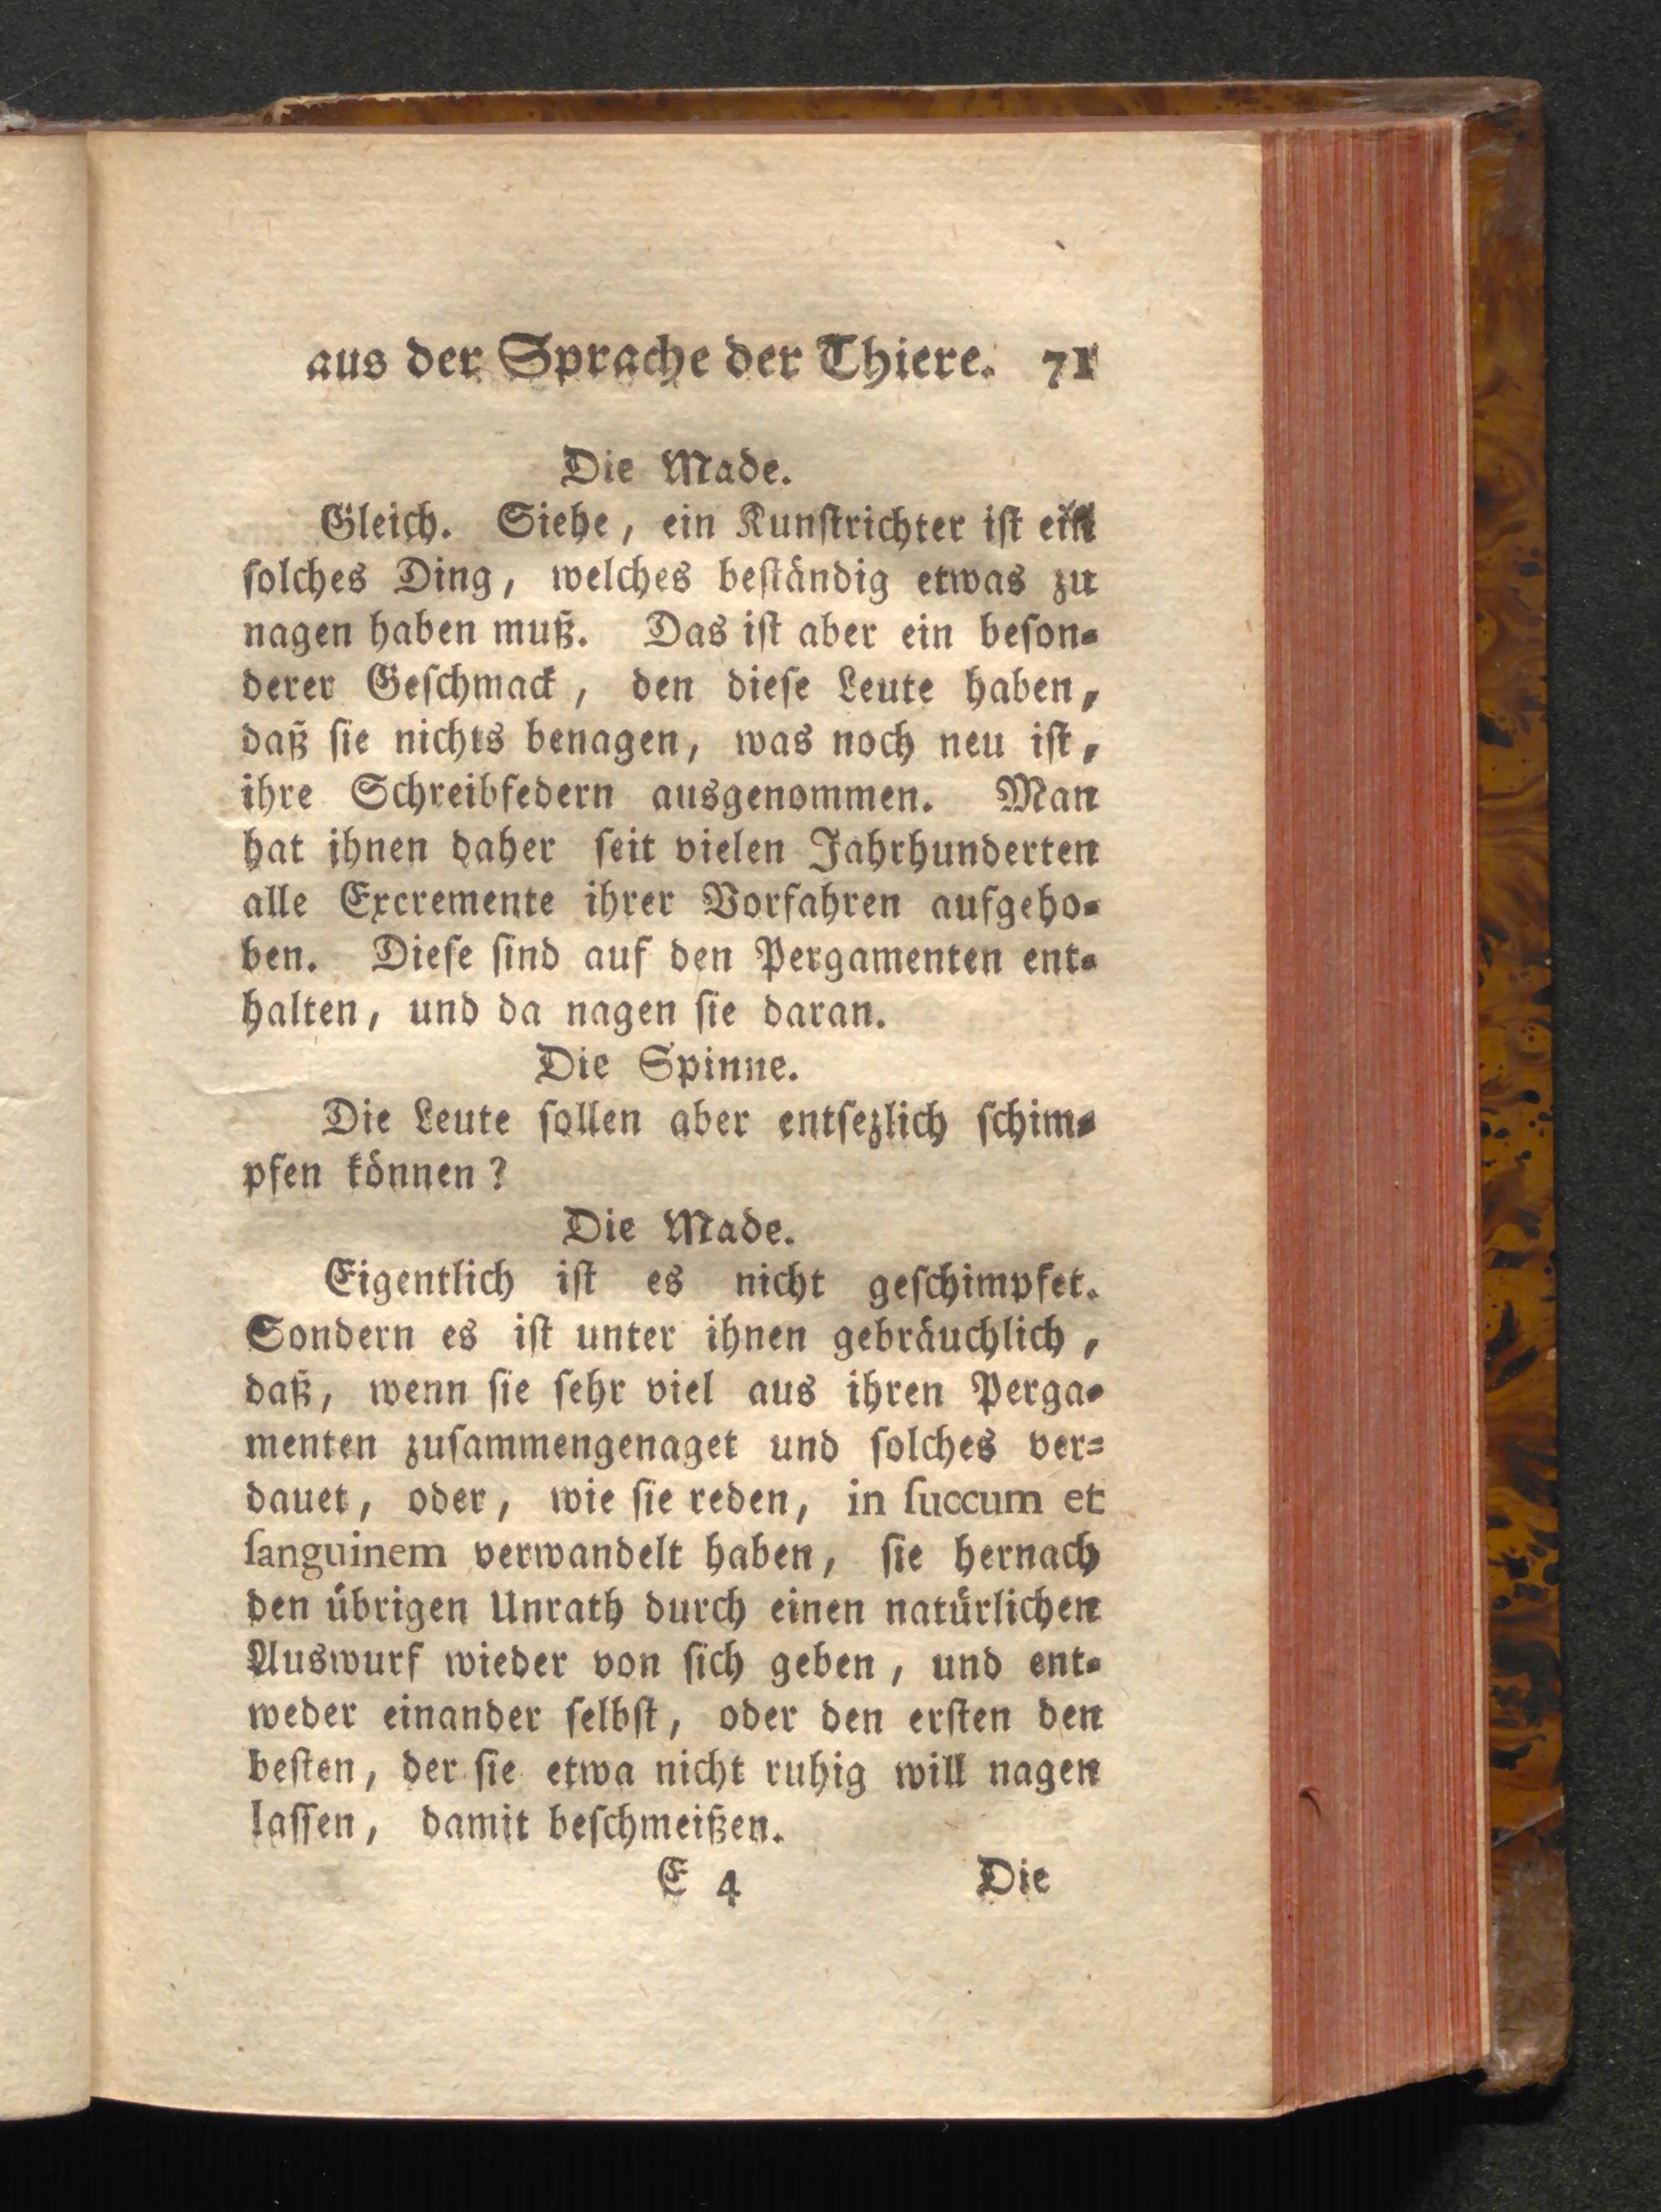 aus der Sprache der Thiere. 71
Die Made.
Gleich. Siehe, ein Kunſtrichter iſt ein
ſolches Ding, welches beſtändig etwas zu
nagen haben muß. Das iſt aber ein beſon-
derer Geſchmack, den dieſe Leute haben,
daß ſie nichts benagen, was noch neu iſt,
ihre Schreibfedern ausgenommen. Man
hat ihnen daher ſeit vielen Jahrhunderten
alle Excremente ihrer Vorfahren aufgeho-
ben. Dieſe ſind auf den Pergamenten ent-
halten, und da nagen ſie daran.
Die Spinne.
Die Leute ſollen aber entſezlich ſchim-
pfen können?
Die Made.
Eigentlich iſt es nicht geſchimpfet.
Sondern es iſt unter ihnen gebräuchlich,
daß, wenn ſie ſehr viel aus ihren Perga-
menten zuſammengenaget und ſolches ver-
dauet, oder, wie ſie reden, in ſuccum et
ſanguinem verwandelt haben, ſie hernach
den übrigen Unrath durch einen natürlichen
Auswurf wieder von ſich geben, und ent-
weder einander ſelbſt, oder den erſten den
beſten, der ſie etwa nicht ruhig will nagen
laſſen, damit beſchmeißen.
E 4 Die